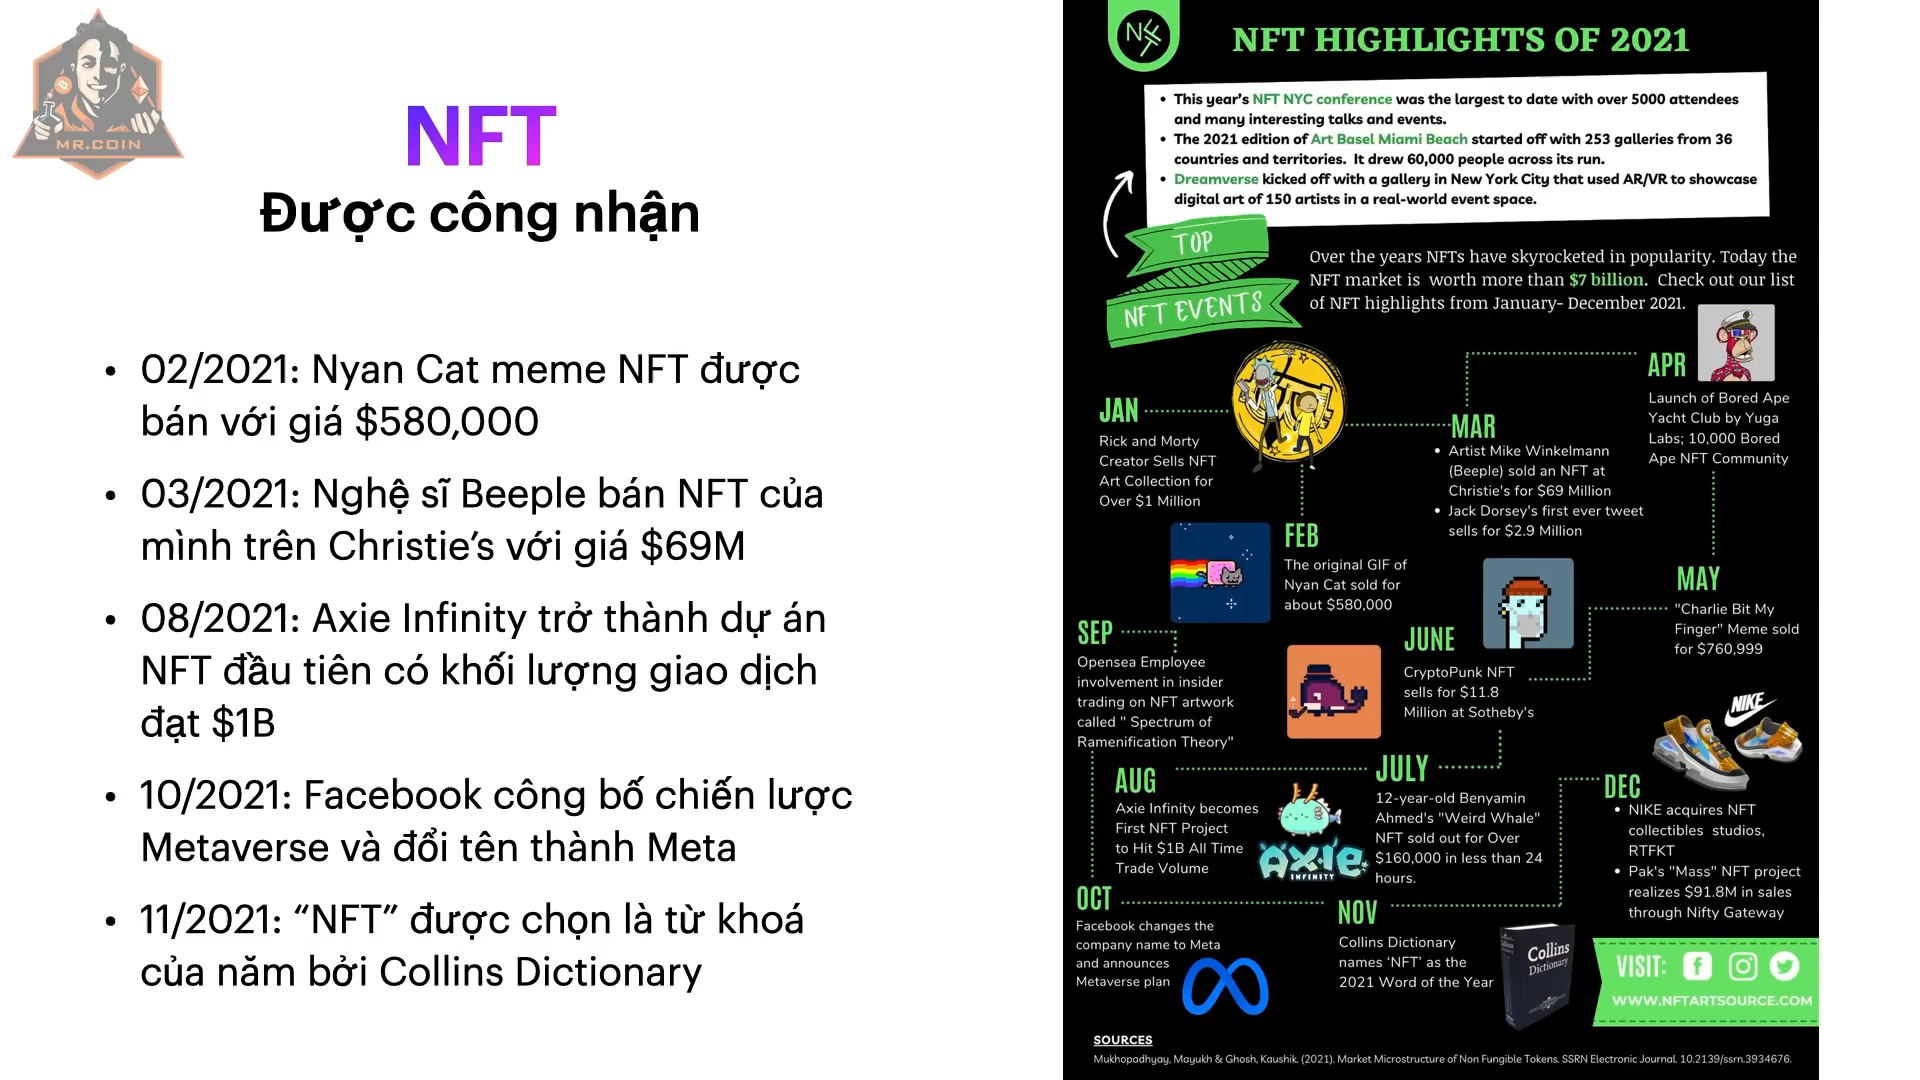 MR.COIN
NFT
Được công nhận
• 02/2021: Nyan Cat meme NFT được
bán với giá $580,000
• 03/2021: Nghệ sĩ Beeple bán NFT của
mình trên Christie’s với giá $69M
• 08/2021: Axie Infinity trở thành dự án
NFT đầu tiên có khối lượng giao dịch
đạt $1B
• 10/2021: Facebook công bố chiến lược
Metaverse và đổi tên thành Meta
• 11/2021: “NFT” được chọn là từ khoá
của năm bởi Collins Dictionary
NFT HIGHLIGHTS OF 2021
• This year's NFT NYC conference was the largest to date with over 5000 attendees
and many interesting talks and events.
• The 2021 edition of Art Basel Miami Beach started off with 253 galleries from 36
countries and territories. It drew 60,000 people across its run.
• Dreamverse kicked off with a gallery in New York City that used AR/VR to showcase
digital art of 150 artists in a real-world event space.
TOP
NFT EVENTS
Over the years NFTs have skyrocketed in popularity. Today the
NFT market is worth more than $7 billion. Check out our list
of NFT highlights from January- December 2021.
JAN
Rick and Morty
Creator Sells NFT
Art Collection for
Over $1 Million
FEB
The original GIF of
Nyan Cat sold for
about $580,000
MAR
• Artist Mike Winkelmann
(Beeple) sold an NFT at
Christie's for $69 Million
• Jack Dorsey's first ever tweet
sells for $2.9 Million
APR
Launch of Bored Ape
Yacht Club by Yuga
Labs; 10,000 Bored
Ape NFT Community
MAY
"Charlie Bit My
Finger" Meme sold
for $760,999
JUNE
CryptoPunk NFT
sells for $11.8
Million at Sotheby's
JULY
12-year-old Benyamin
Ahmed's "Weird Whale"
NFT sold out for Over
$160,000 in less than 24
hours.
AUG
Axie Infinity becomes
First NFT Project
to Hit $1B All Time
Trade Volume
AXIE
INFINITY
SEP
Opensea Employee
involvement in insider
trading on NFT artwork
called " Spectrum of
Ramenification Theory"
OCT
Facebook changes the
company name to Meta
and announces
Metaverse plan
NOV
Collins Dictionary
names ‘NFT’ as the
2021 Word of the Year
Collins
Dictionary
NIKE
DEC
• NIKE acquires NFT
collectibles studios,
RTFKT
• Pak's "Mass" NFT project
realizes $91.8M in sales
through Nifty Gateway
VISIT:
WWW.NFTARTSOURCE.COM
SOURCES
Mukhopadhyay, Mayukh & Ghosh, Kaushik. (2021). Market Microstructure of Non Fungible Tokens. SSRN Electronic Journal. 10.2139/ssrn.3934676.